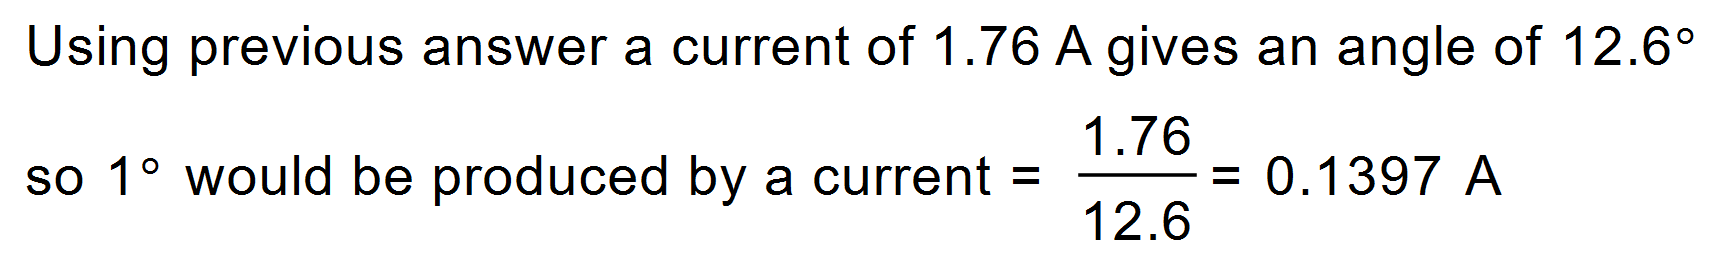 Using previous answer a current of 1.76 A gives an angle of 12.6°
so 1° would be produced by a current = 1.76/12.6 = 0.1397 A